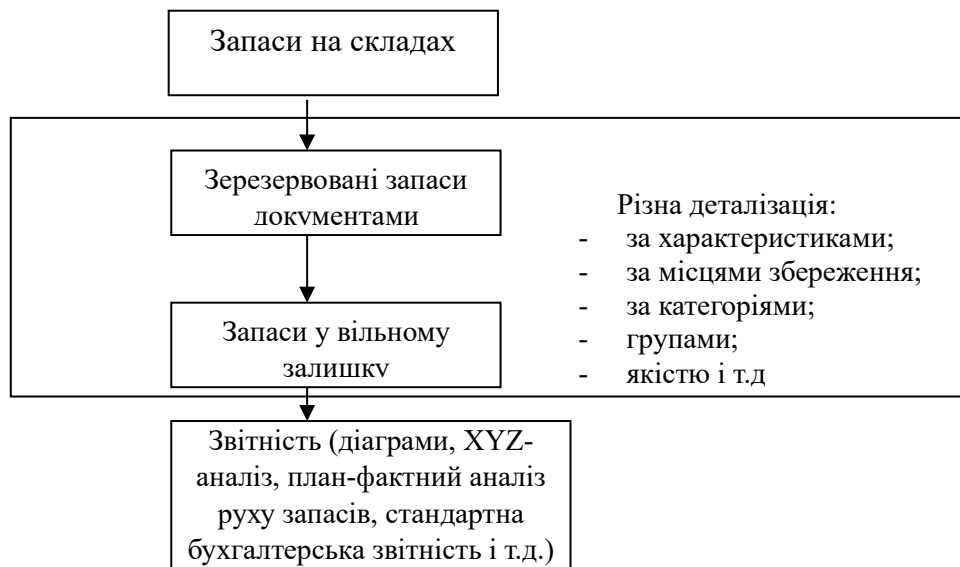 Запаси на складах
Зерезервовані запаси
документами
Запаси у вільному
залишку
Різна деталізація:
- за характеристиками;
- за місцями збереження;
- за категоріями;
- групами;
- якістю і т.д
Звітність (діаграми, XYZ-
аналіз, план-фактний аналіз
руху запасів, стандартна
бухгалтерська звітність і т.д.)